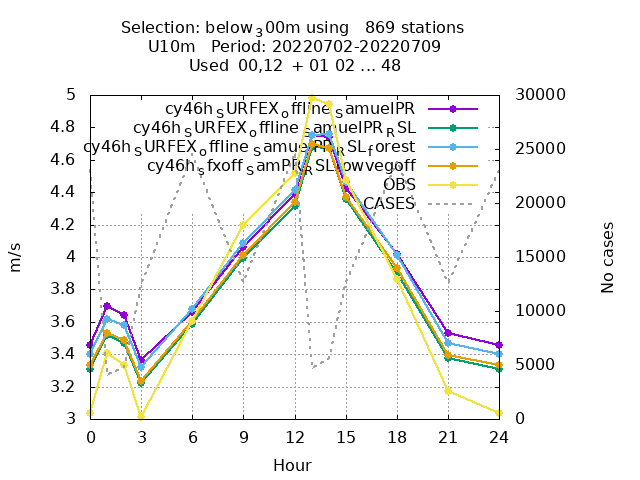 Selection: below₃00m using   869 stations
U10m   Period: 20220702-20220709
Used  00,12  + 01 02 ... 48
cy46h_SURFEX_offline_SamuelPR
cy46h_SURFEX_offline_SamuelPR_RSL
cy46h_SURFEX_offline_SamuelPR_RSL_forest
cy46h_sfxoff_SamPR_RSL_lowvegoff
OBS
CASES
5 30000
4.8
4.6 25000
4.4
4.2 20000
4 15000
3.8
3.6 10000
3.4 5000
3.2
3 0
m/s
No cases
0 3 6 9 12 15 18 21 24
Hour